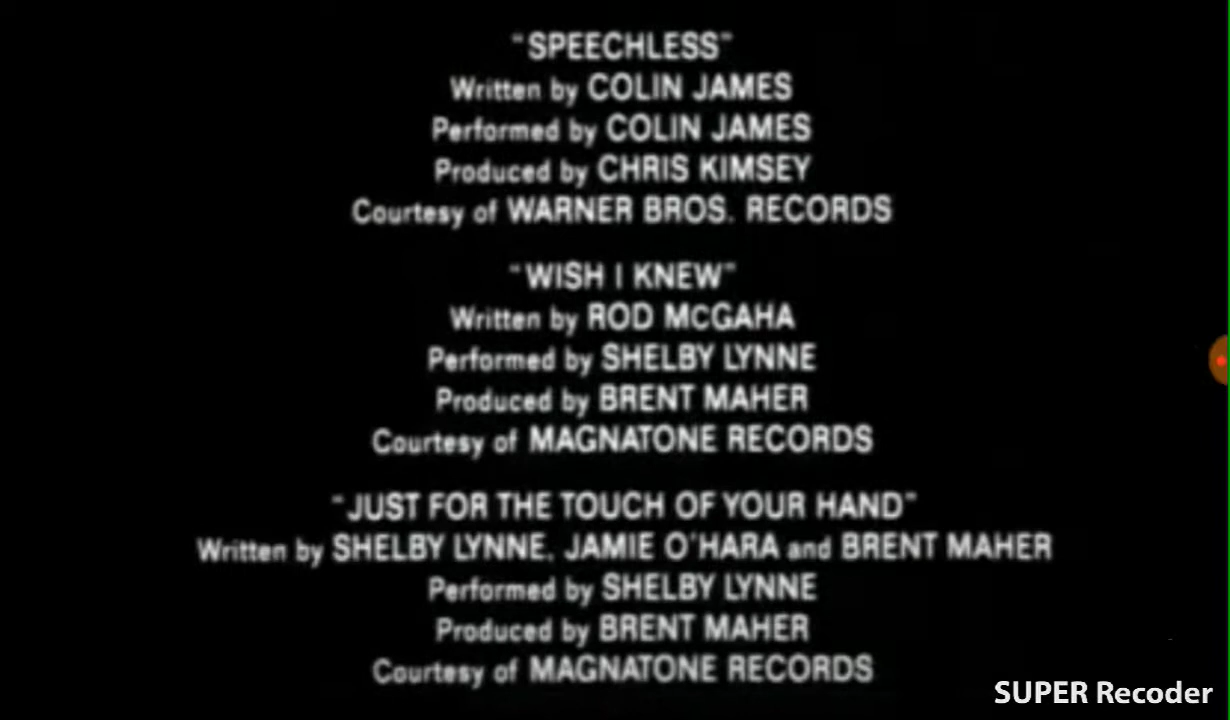 "SPEECHLESS"
Written by COLIN JAMES
Performed by COLIN JAMES
Produced by CHRIS KIMSEY
Courtesy of WARNER BROS. RECORDS
"WISH I KNEW"
Written by ROD McGAHA
Performed by SHELBY LYNNE
Produced by BRENT MAHER
Courtesy of MAGNATONE RECORDS
"JUST FOR THE TOUCH OF YOUR HAND"
Written by SHELBY LYNNE, JAMIE O'HARA and BRENT MAHER
Performed by SHELBY LYNNE
Produced by BRENT MAHER
Courtesy of MAGNATONE RECORDS
SUPER Recoder